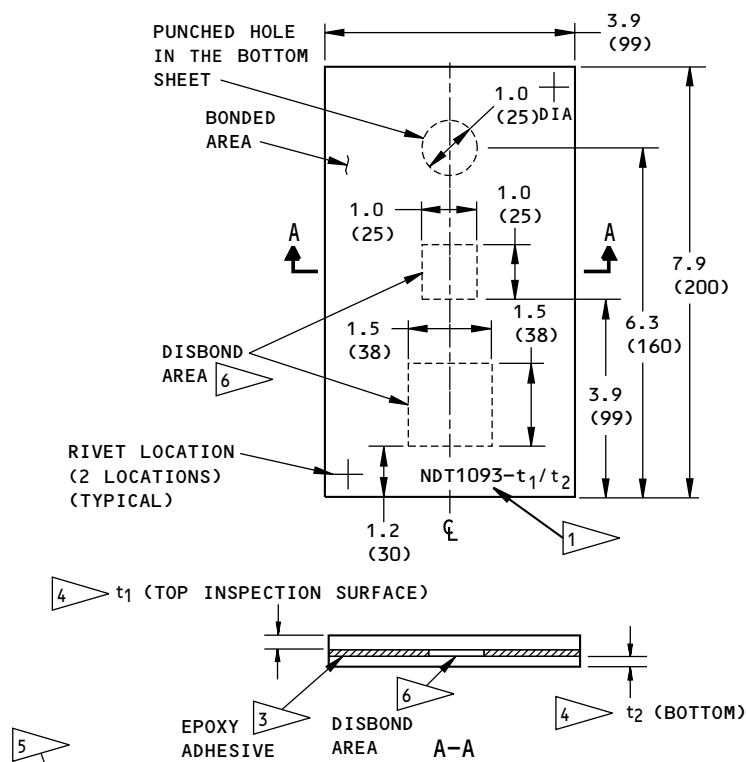 3.9
(99)
PUNCHED HOLE
IN THE BOTTOM
SHEET
1.0
(25)DIA
BONDED
AREA
1.0
(25)
1.0
(25)
A
A
7.9
(200)
6.3
(160)
1.5
(38)
1.5
(38)
DISBOND
AREA 6
3.9
(99)
RIVET LOCATION
(2 LOCATIONS)
(TYPICAL)
NDT1093-t1/t2
1
1.2
(30)
℄
4 t1 (TOP INSPECTION SURFACE)
6
3
4 t2 (BOTTOM)
EPOXY
ADHESIVE
DISBOND
AREA
A-A
5